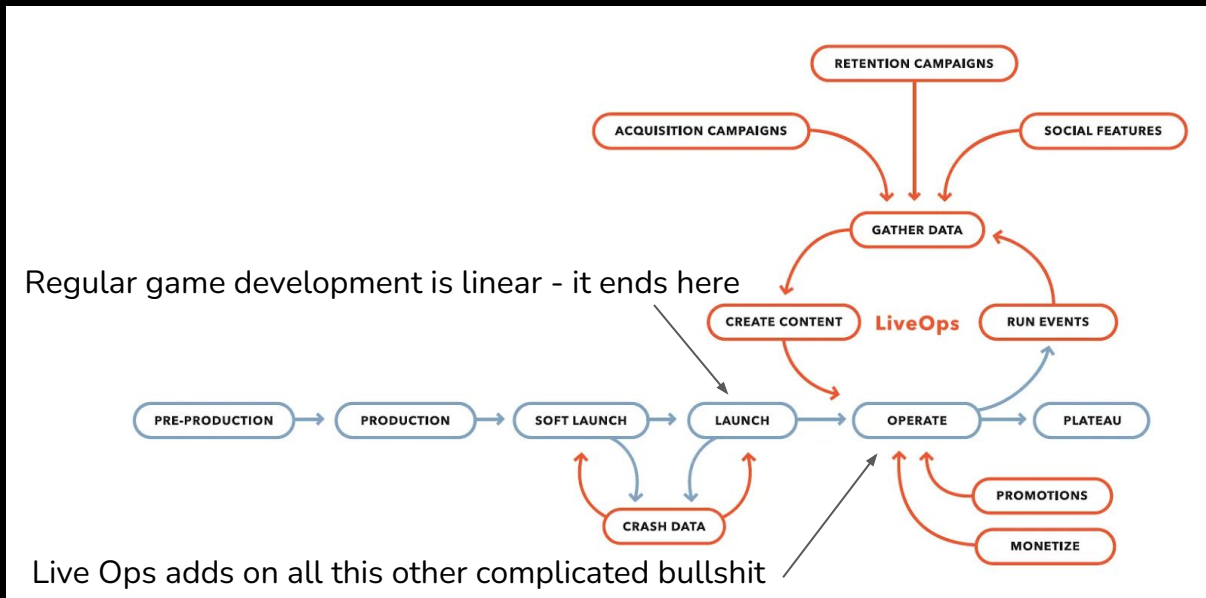 RETENTION CAMPAIGNS
ACQUISITION CAMPAIGNS
SOCIAL FEATURES
GATHER DATA
Regular game development is linear - it ends here
CREATE CONTENT
LiveOps
RUN EVENTS
PRE-PRODUCTION
PRODUCTION
SOFT LAUNCH
LAUNCH
OPERATE
PLATEAU
PROMOTIONS
CRASH DATA
MONETIZE
Live Ops adds on all this other complicated bullshit